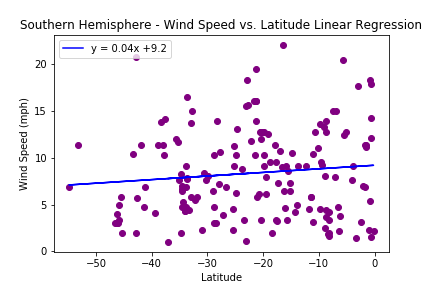 Southern Hemisphere - Wind Speed vs. Latitude Linear Regression
y = 0.04x +9.2
20
15
10
5
0
Wind Speed (mph)
−50
−40
−30
−20
−10
0
Latitude